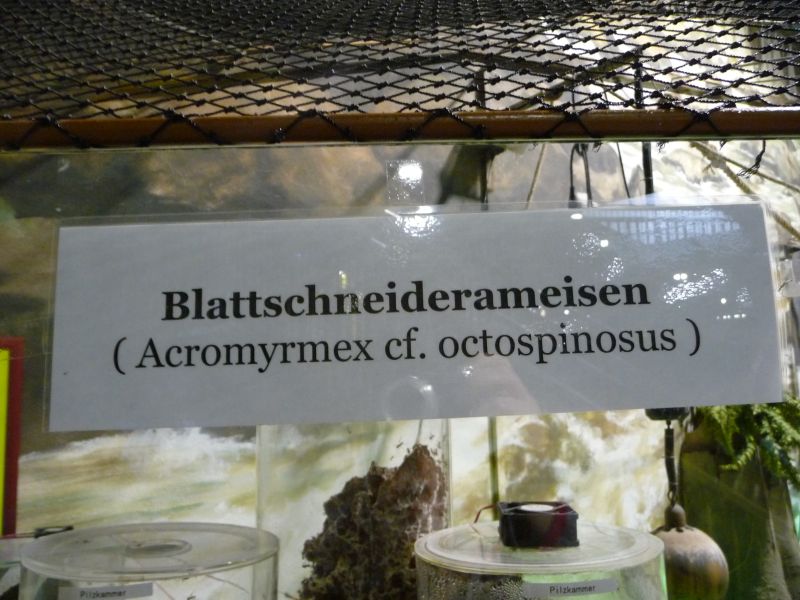 Blattschneiderameisen
( Acromyrmex cf. octospinosus )
Pilzkammer
Pilzkammer